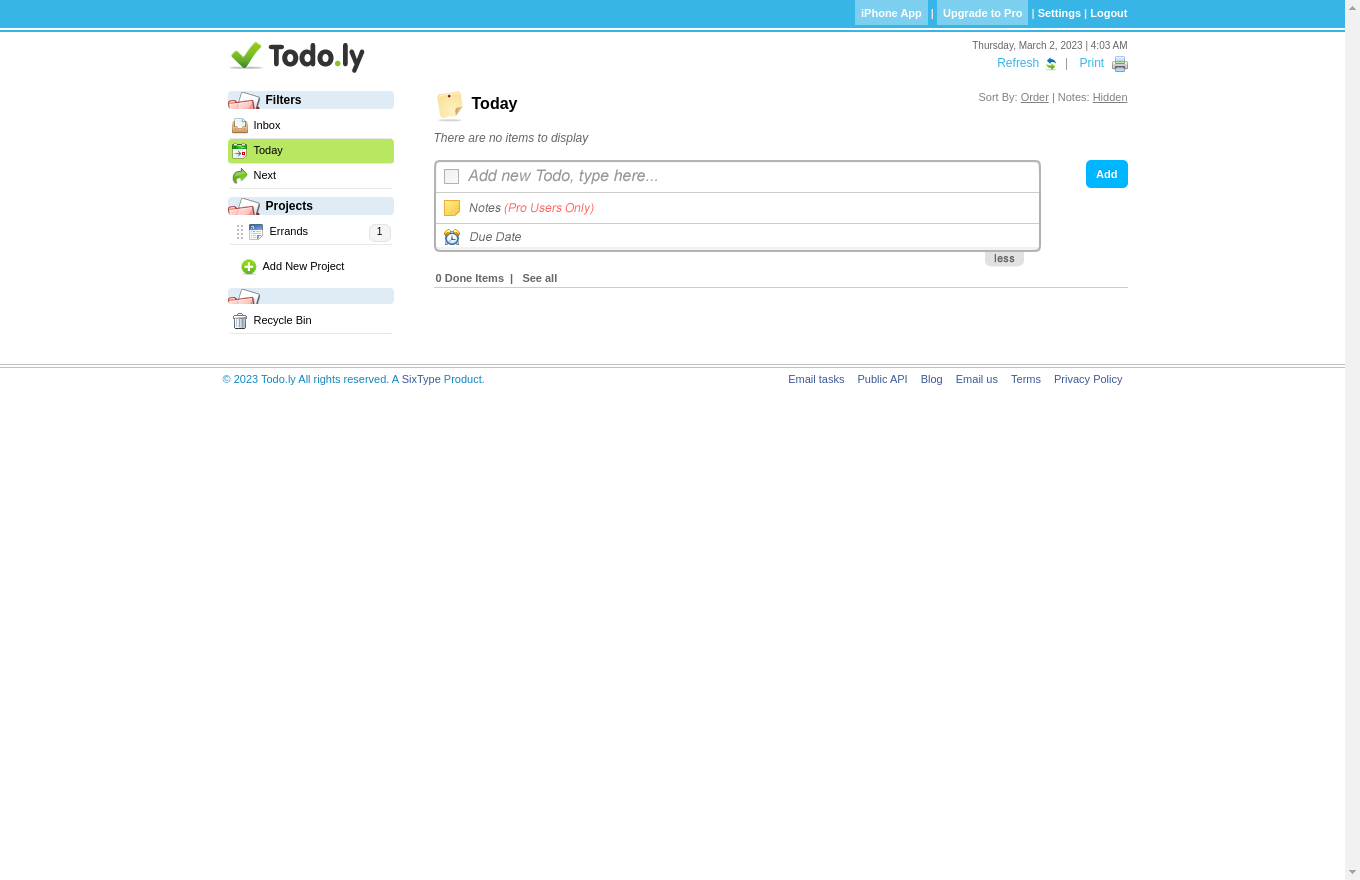 iPhone App | Upgrade to Pro | Settings | Logout
Todo.ly
Thursday, March 2, 2023 | 4:03 AM
Refresh | Print
Filters
Inbox
Today
Next
Projects
Errands 1
Add New Project
Recycle Bin
Today
Sort By: Order | Notes: Hidden
There are no items to display
Add new Todo, type here...
Add
Notes (Pro Users Only)
Due Date
less
0 Done Items | See all
© 2023 Todo.ly All rights reserved. A SixType Product.
Email tasks Public API Blog Email us Terms Privacy Policy